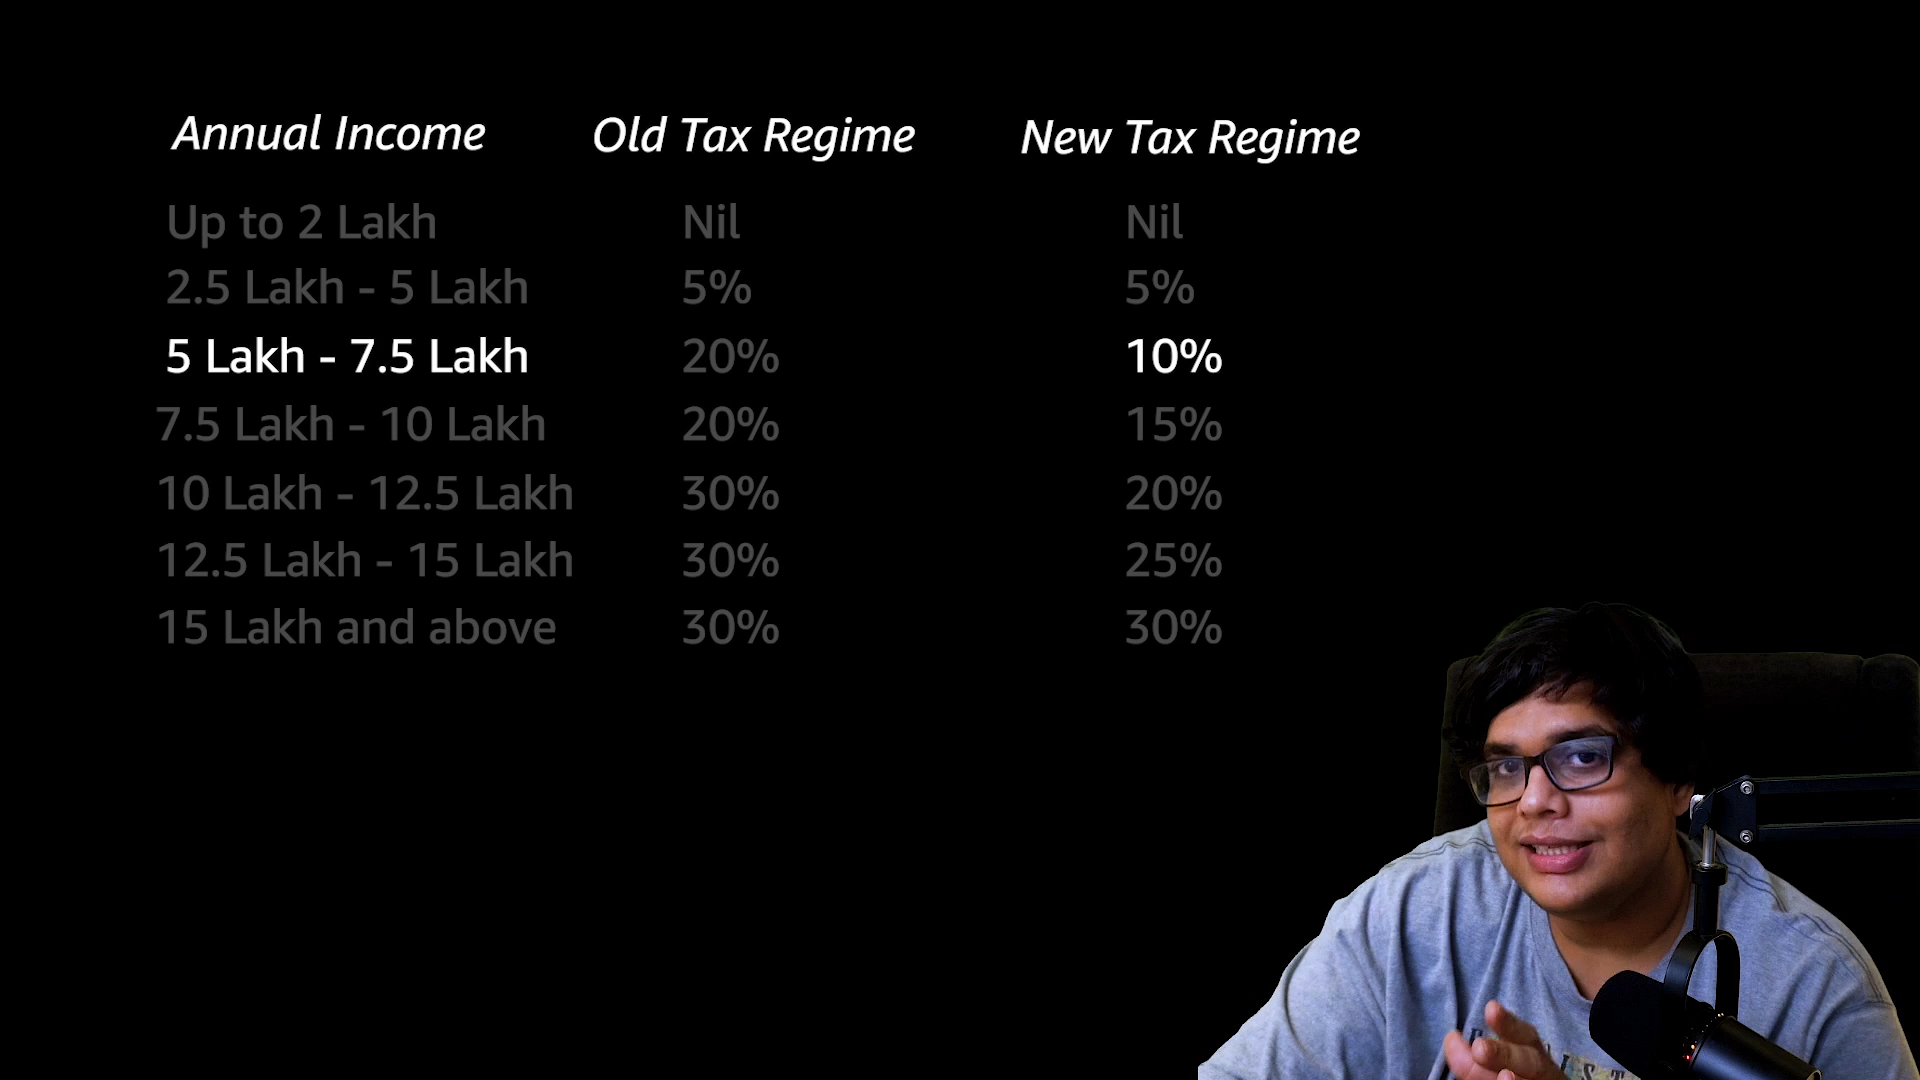 Annual Income Old Tax Regime New Tax Regime
Up to 2 Lakh Nil Nil
2.5 Lakh - 5 Lakh 5% 5%
5 Lakh - 7.5 Lakh 20% 10%
7.5 Lakh - 10 Lakh 20% 15%
10 Lakh - 12.5 Lakh 30% 20%
12.5 Lakh - 15 Lakh 30% 25%
15 Lakh and above 30% 30%